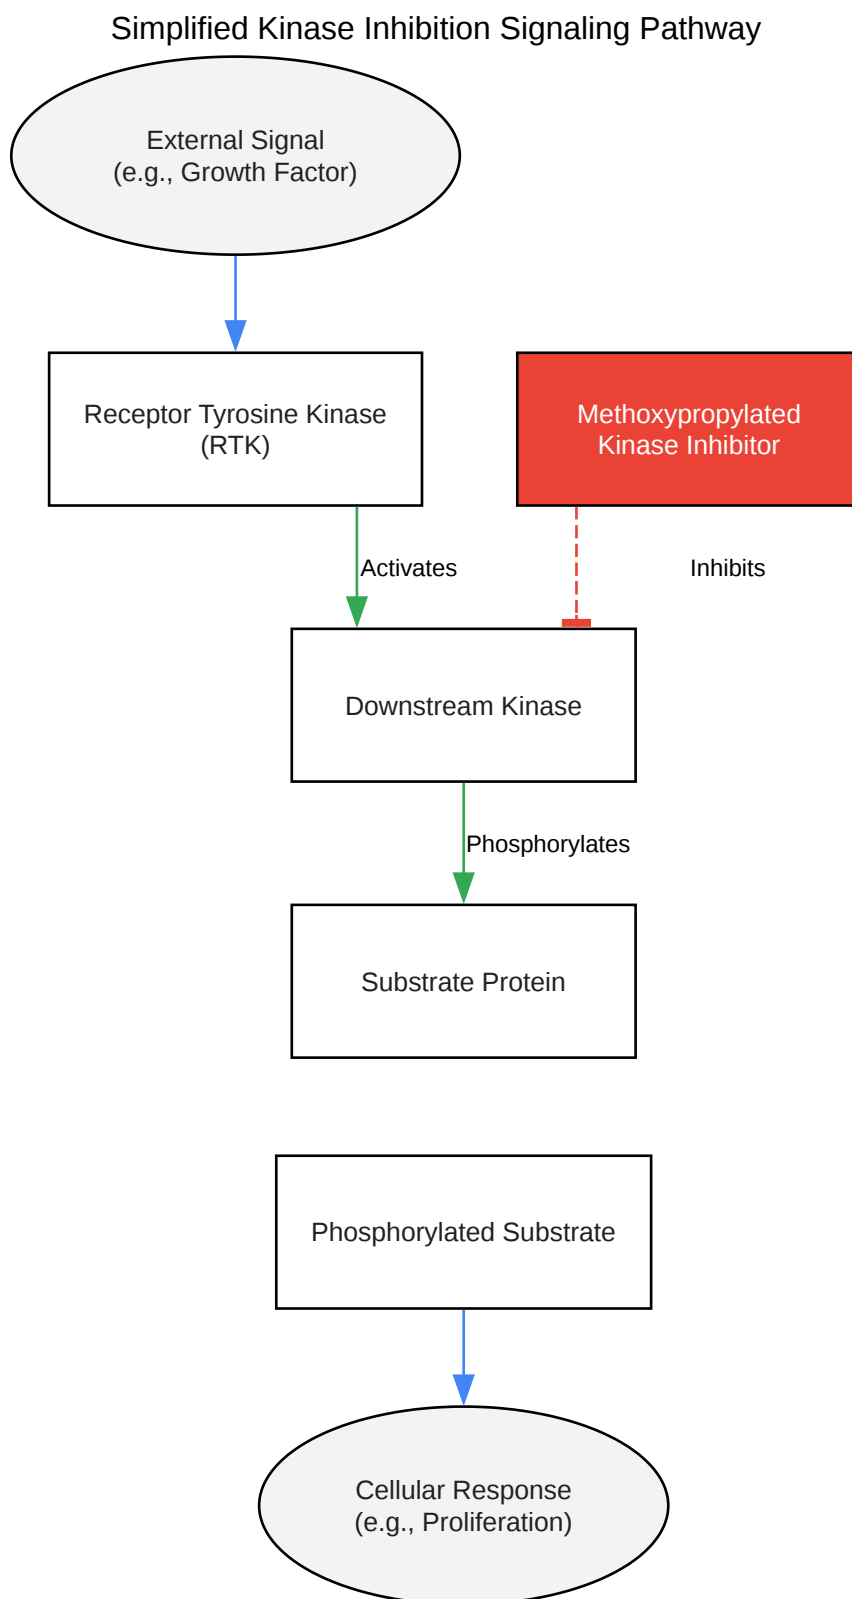 Simplified Kinase Inhibition Signaling Pathway
External Signal
(e.g., Growth Factor)
Receptor Tyrosine Kinase
(RTK)
Methoxypropylated
Kinase Inhibitor
Activates
Inhibits
Downstream Kinase
Phosphorylates
Substrate Protein
Phosphorylated Substrate
Cellular Response
(e.g., Proliferation)